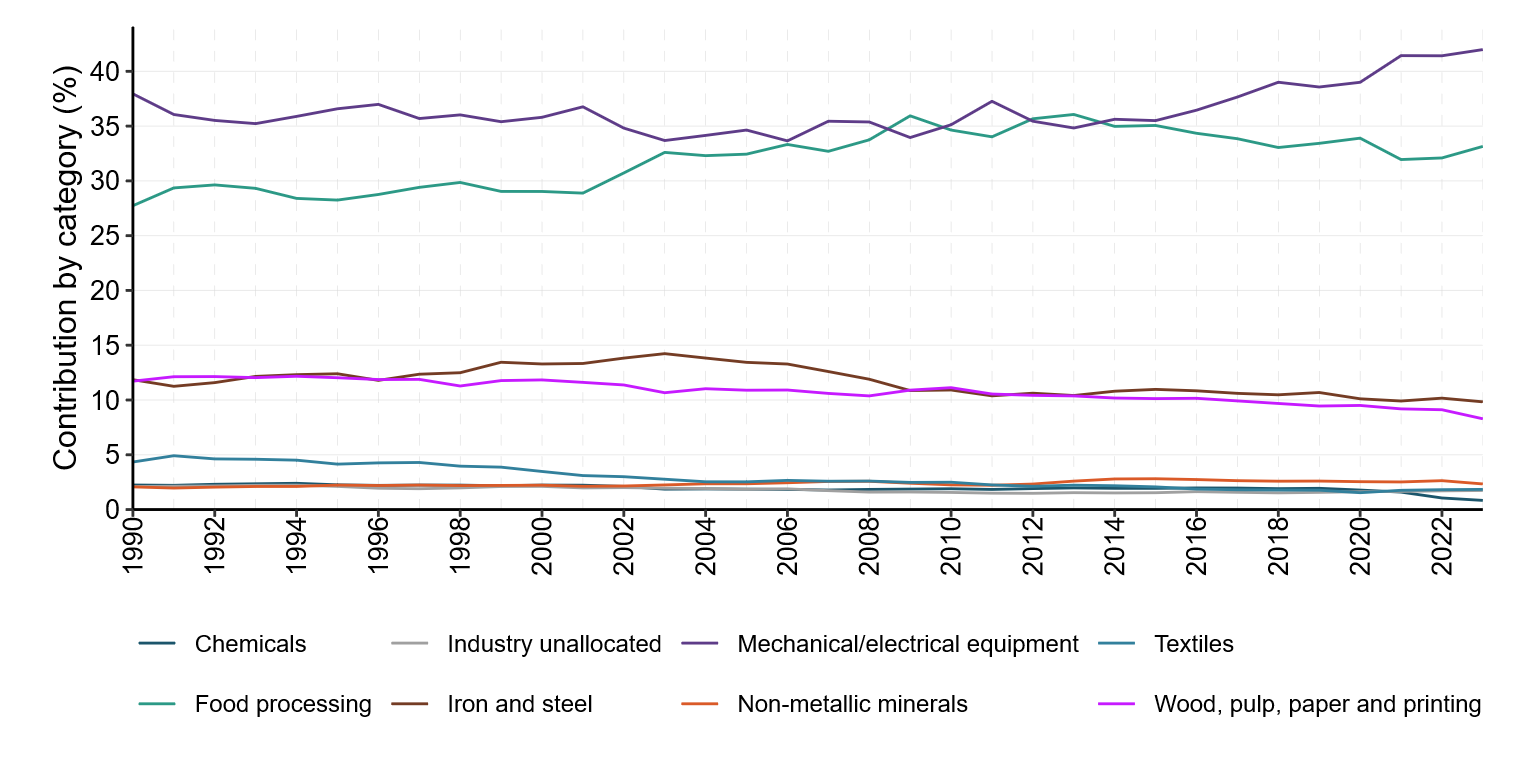 Contribution by category (%)
40
35
30
25
20
15
10
5
0
1990 1992 1994 1996 1998 2000 2002 2004 2006 2008 2010 2012 2014 2016 2018 2020 2022
Chemicals Industry unallocated Mechanical/electrical equipment Textiles
Food processing Iron and steel Non-metallic minerals Wood, pulp, paper and printing